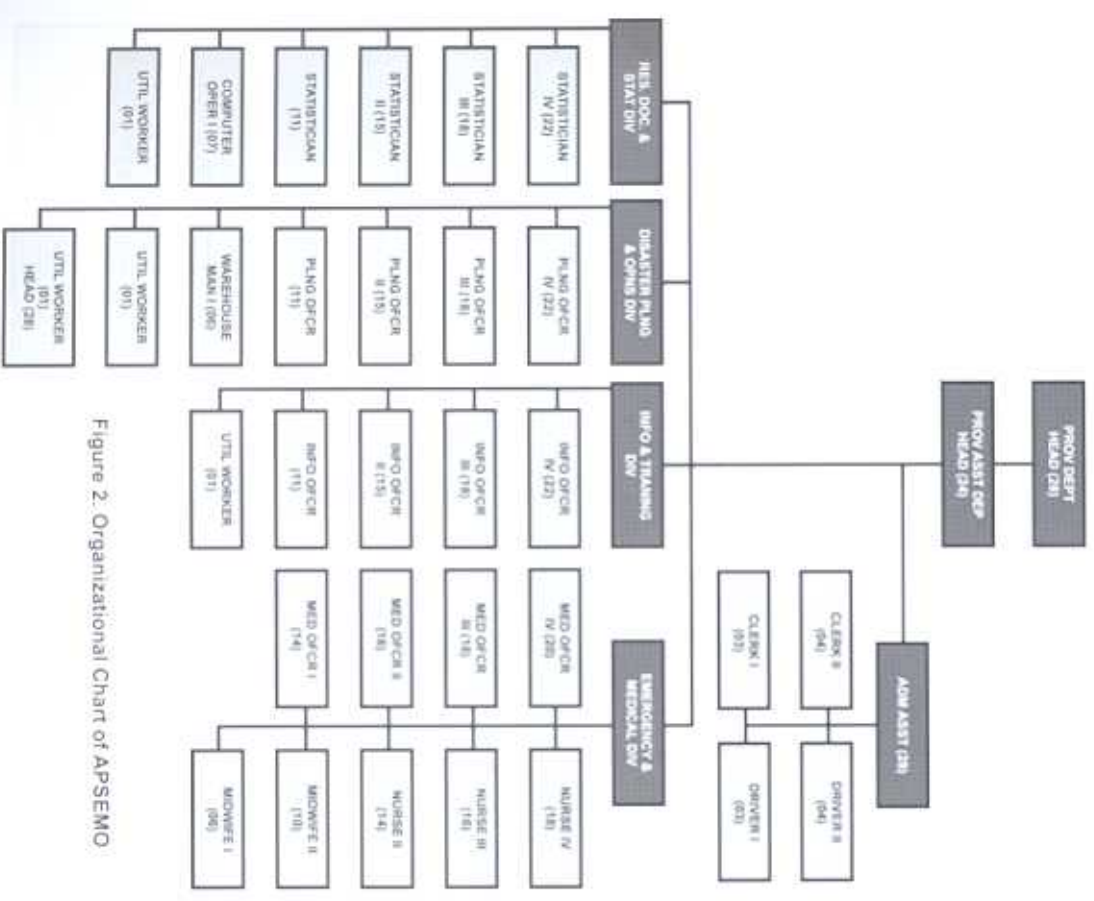 PROV DEPT
HEAD (26)
PROV ASST DEP
HEAD (24)
ADM ASST
CLERK II
(04)
DRIVER II
(04)
CLERK I
(03)
DRIVER I
(03)
RES. DOC. &
STAT DIV
DISASTER PLNG
& OPNS DIV
INFO & TRANING
DIV
EMERGENCY &
MEDICAL DIV
STATISTICIAN
IV (22)
STATISTICIAN
III (18)
STATISTICIAN
II (15)
STATISTICIAN
(11)
COMPUTER
OPER I (07)
UTIL WORKER
(01)
PLNG OFCR
IV (22)
PLNG OFCR
III (18)
PLNG OFCR
II (15)
PLNG OFCR
(11)
WAREHOUSE
MAN I (06)
UTIL WORKER
(01)
UTIL WORKER
(01)
HEAD (26)
INFO OFCR
IV (22)
INFO OFCR
III (18)
INFO OFCR
II (15)
INFO OFCR
(11)
UTIL WORKER
(01)
MED OFCR
IV (20)
MED OFCR
III (18)
MED OFCR II
(16)
MED OFCR I
(14)
NURSE IV
(18)
NURSE III
(16)
NURSE II
(14)
MIDWIFE II
(10)
MIDWIFE I
(06)
Figure 2. Organizational Chart of APSEMO